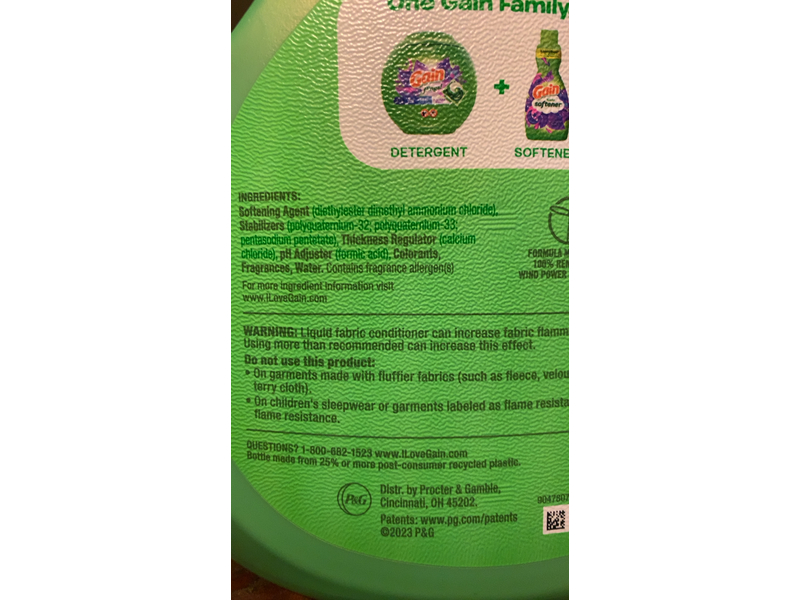 One Gain Family
Gain
+
Gain
softener
DETERGENT
SOFTENE
INGREDIENTS:
Softening Agent (diethylester dimethyl ammonium chloride),
Stabilizers (polyquaternium-32; polyquaternium-33;
pentasodium pentetate), Thickness Regulator (calcium
chloride), pH Adjuster (formic acid), Colorants,
Fragrances, Water. Contains fragrance allergen(s)
For more ingredient information visit
www.ILoveGain.com
FORMULA M
100% REN
WIND POWER
WARNING: Liquid fabric conditioner can increase fabric flamm
Using more than recommended can increase this effect.
Do not use this product:
• On garments made with fluffier fabrics (such as fleece, velou
terry cloth).
• On children's sleepwear or garments labeled as flame resista
flame resistance.
QUESTIONS? 1-800-882-1523 www.ILoveGain.com
Bottle made from 25% or more post-consumer recycled plastic.
P&G
Distr. by Procter & Gamble,
Cincinnati, OH 45202.
Patents: www.pg.com/patents
©2023 P&G